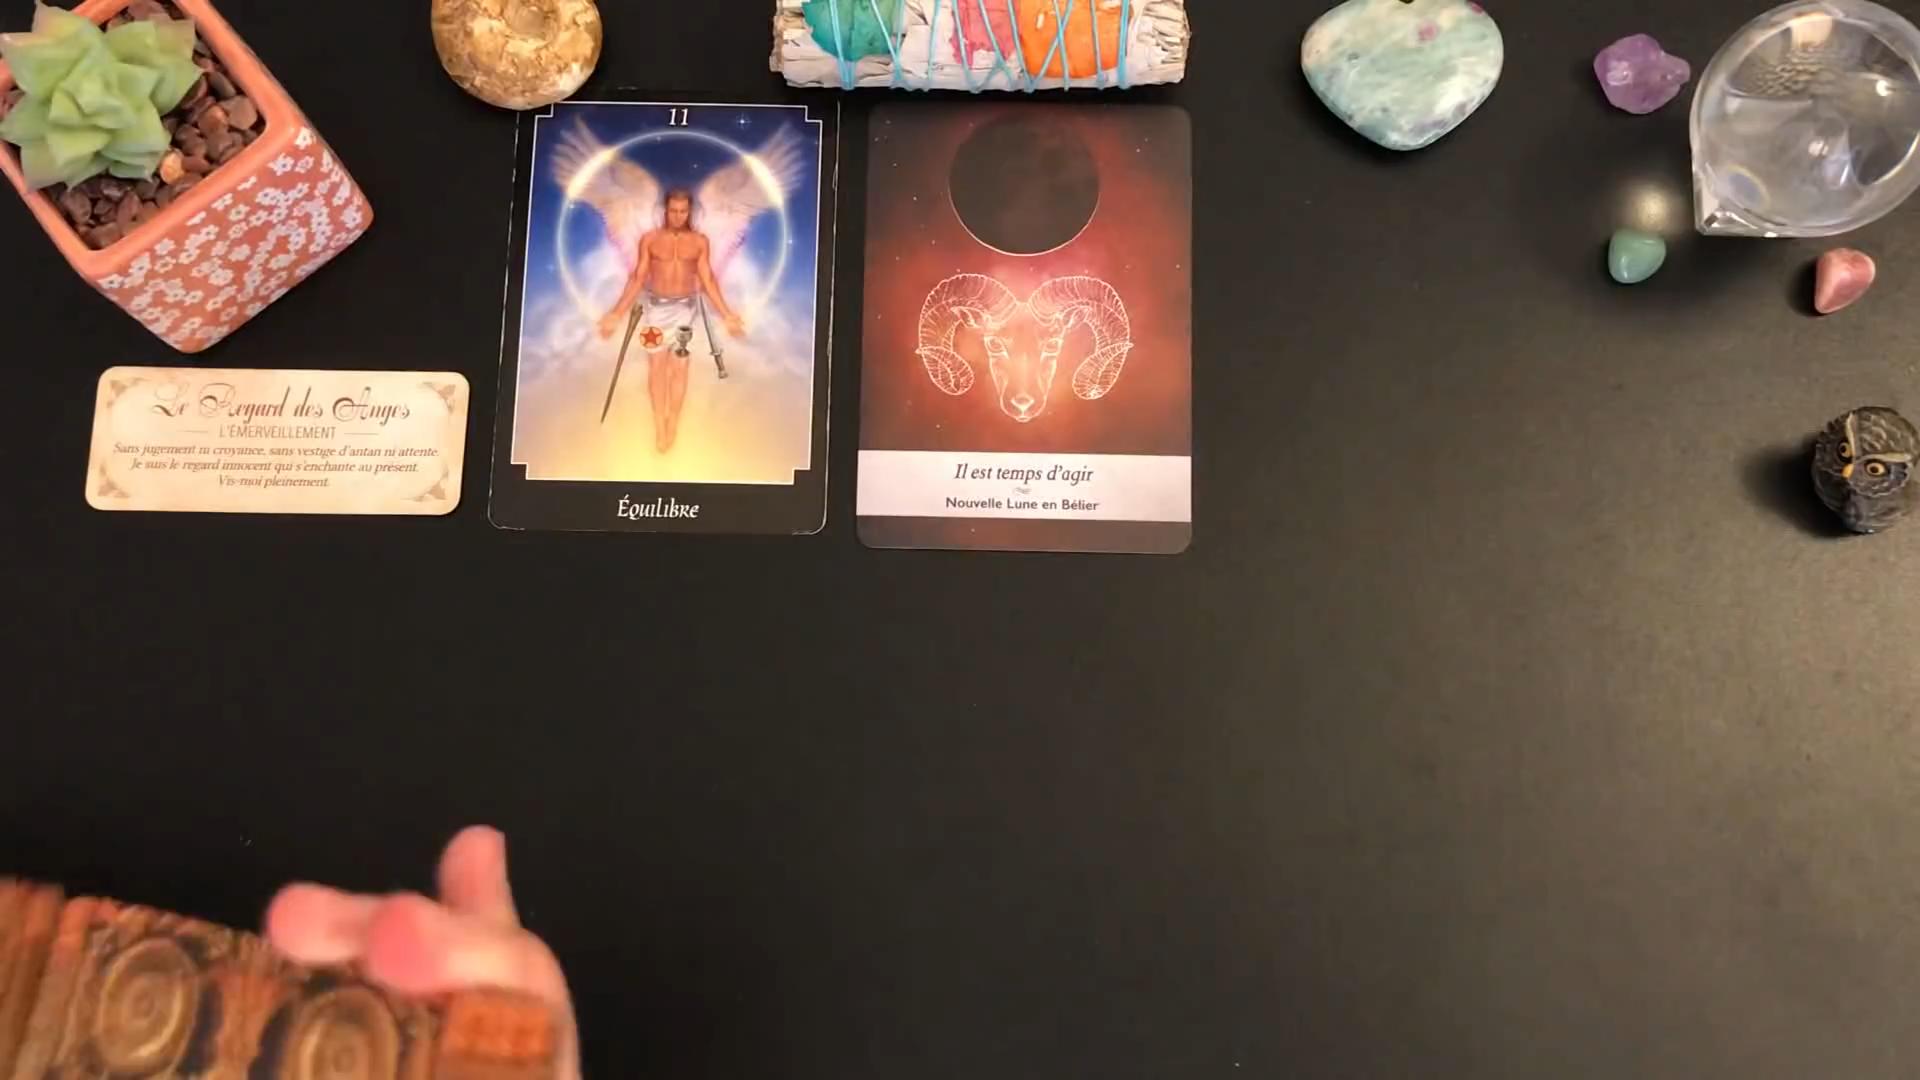 Le Regard des Anges
L'ÉMERVEILLEMENT
Sans jugement ni croyance, sans vestige d'antan ni attente.
Je suis le regard innocent qui s'enchante au présent.
Vis-moi pleinement.
11
Équilibre
Il est temps d'agir
Nouvelle Lune en Bélier